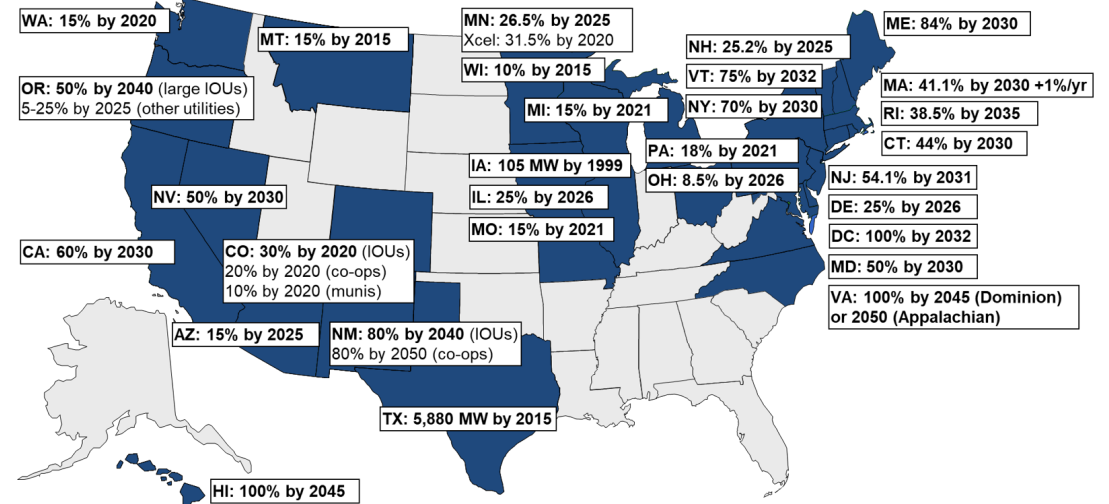 WA: 15% by 2020
MT: 15% by 2015
MN: 26.5% by 2025
Xcel: 31.5% by 2020
ME: 84% by 2030
NH: 25.2% by 2025
WI: 10% by 2015
VT: 75% by 2032
OR: 50% by 2040 (large IOUs)
5-25% by 2025 (other utilities)
MA: 41.1% by 2030 +1%/yr
MI: 15% by 2021
NY: 70% by 2030
RI: 38.5% by 2035
CT: 44% by 2030
PA: 18% by 2021
IA: 105 MW by 1999
OH: 8.5% by 2026
NJ: 54.1% by 2031
NV: 50% by 2030
IL: 25% by 2026
DE: 25% by 2026
MO: 15% by 2021
DC: 100% by 2032
CA: 60% by 2030
CO: 30% by 2020 (IOUs)
20% by 2020 (co-ops)
10% by 2020 (munis)
MD: 50% by 2030
VA: 100% by 2045 (Dominion)
or 2050 (Appalachian)
AZ: 15% by 2025
NM: 80% by 2040 (IOUs)
80% by 2050 (co-ops)
TX: 5,880 MW by 2015
HI: 100% by 2045